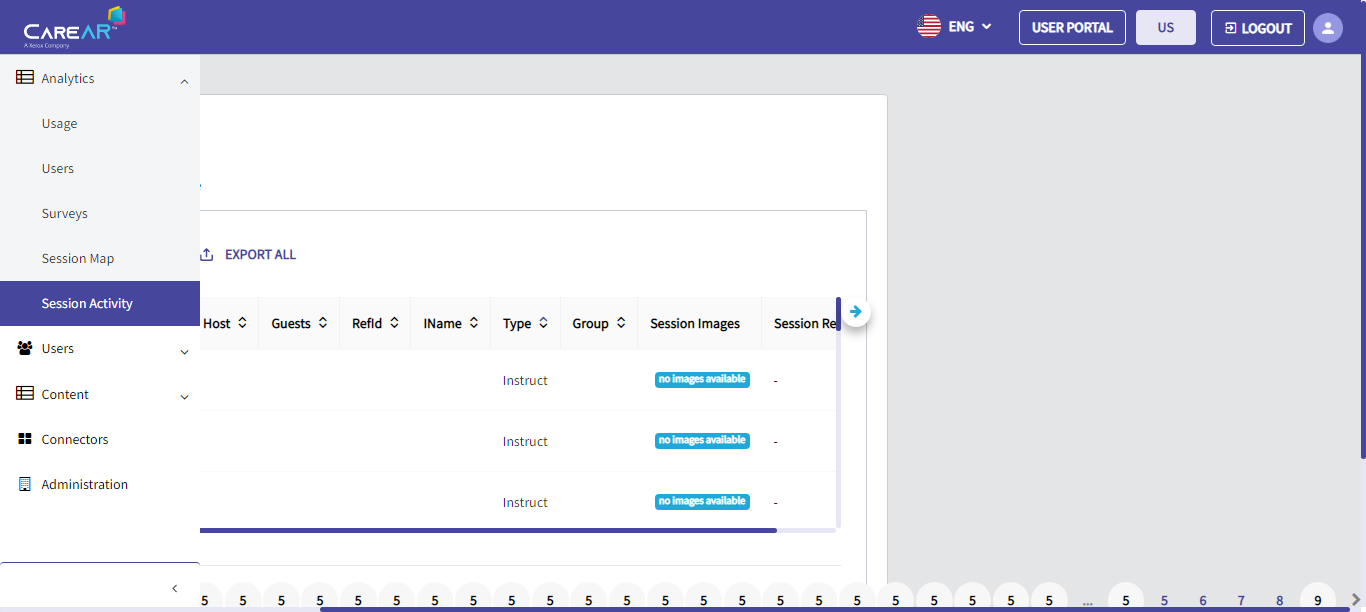 CAREAR™
A Xerox Company
ENG
USER PORTAL
US
LOGOUT
Analytics
Usage
Users
Surveys
Session Map
Session Activity
Users
Content
Connectors
Administration
EXPORT ALL
Host Guests RefId IName Type Group Session Images Session Re
Instruct no images available -
Instruct no images available -
Instruct no images available -
5 5 5 5 5 5 5 5 5 5 5 5 5 5 5 5 5 5 5 5 5 5 5 ... 5 5 6 7 8 9